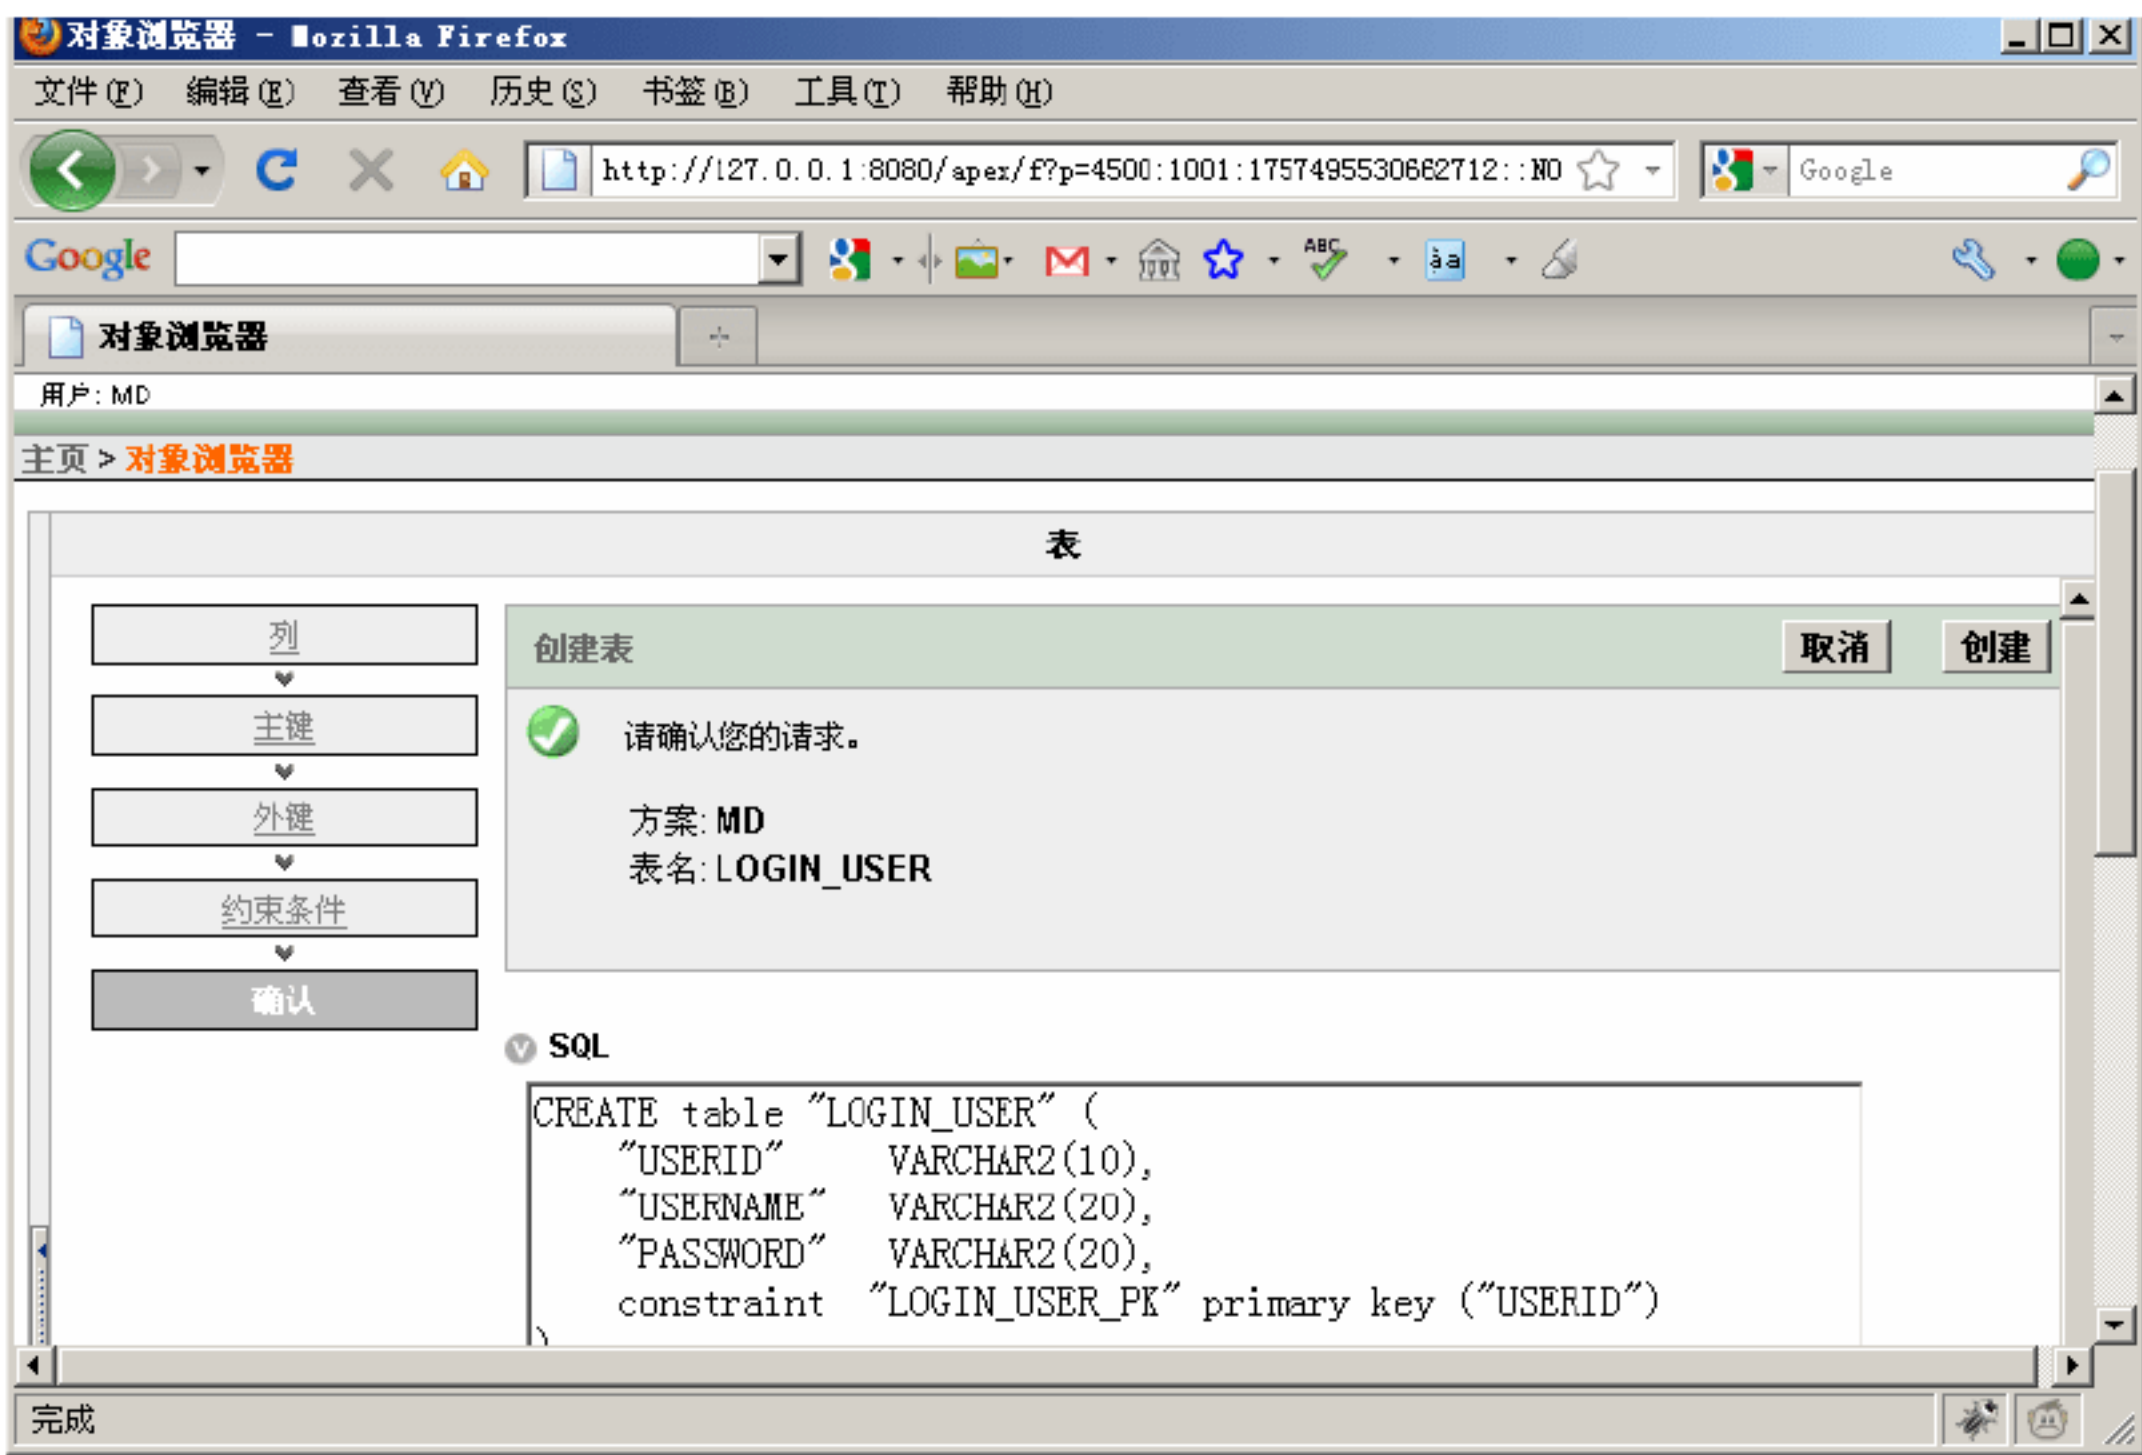 对象浏览器 - Mozilla Firefox
文件(F) 编辑(E) 查看(V) 历史(S) 书签(B) 工具(T) 帮助(H)
http://127.0.0.1:8080/apex/f?p=4500:1001:1757495530662712::NO Google
Google ABC àa
对象浏览器
用户: MD
主页 > 对象浏览器
表
列
创建表 取消 创建
主键
请确认您的请求。
外键
方案: MD
表名: LOGIN_USER
约束条件
确认
SQL
CREATE table "LOGIN_USER" (
"USERID" VARCHAR2(10),
"USERNAME" VARCHAR2(20),
"PASSWORD" VARCHAR2(20),
constraint "LOGIN_USER_PK" primary key ("USERID")
)
完成